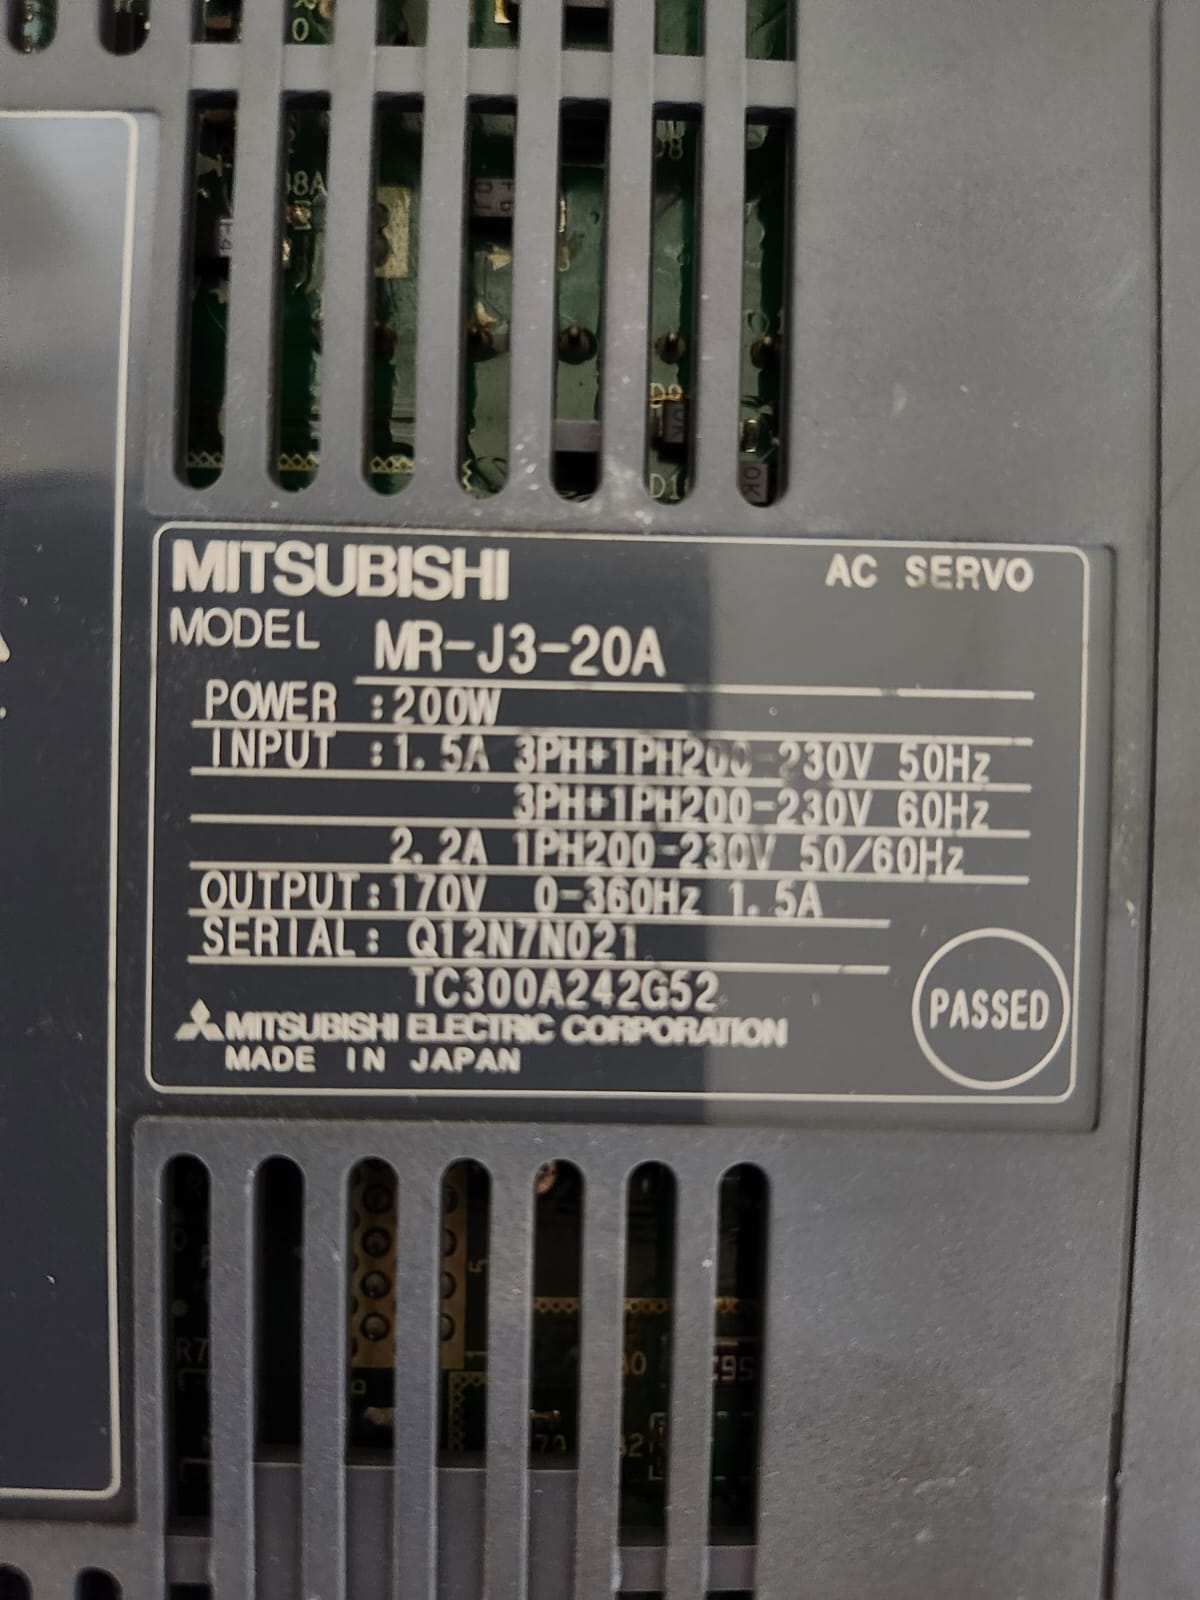 MITSUBISHI AC SERVO
MODEL MR-J3-20A
POWER :200W
INPUT :1.5A 3PH+1PH200-230V 50Hz
3PH+1PH200-230V 60Hz
2.2A 1PH200-230V 50/60Hz
OUTPUT:170V 0-360Hz 1.5A
SERIAL: Q12N7N021
TC300A242G52
PASSED
MITSUBISHI ELECTRIC CORPORATION
MADE IN JAPAN